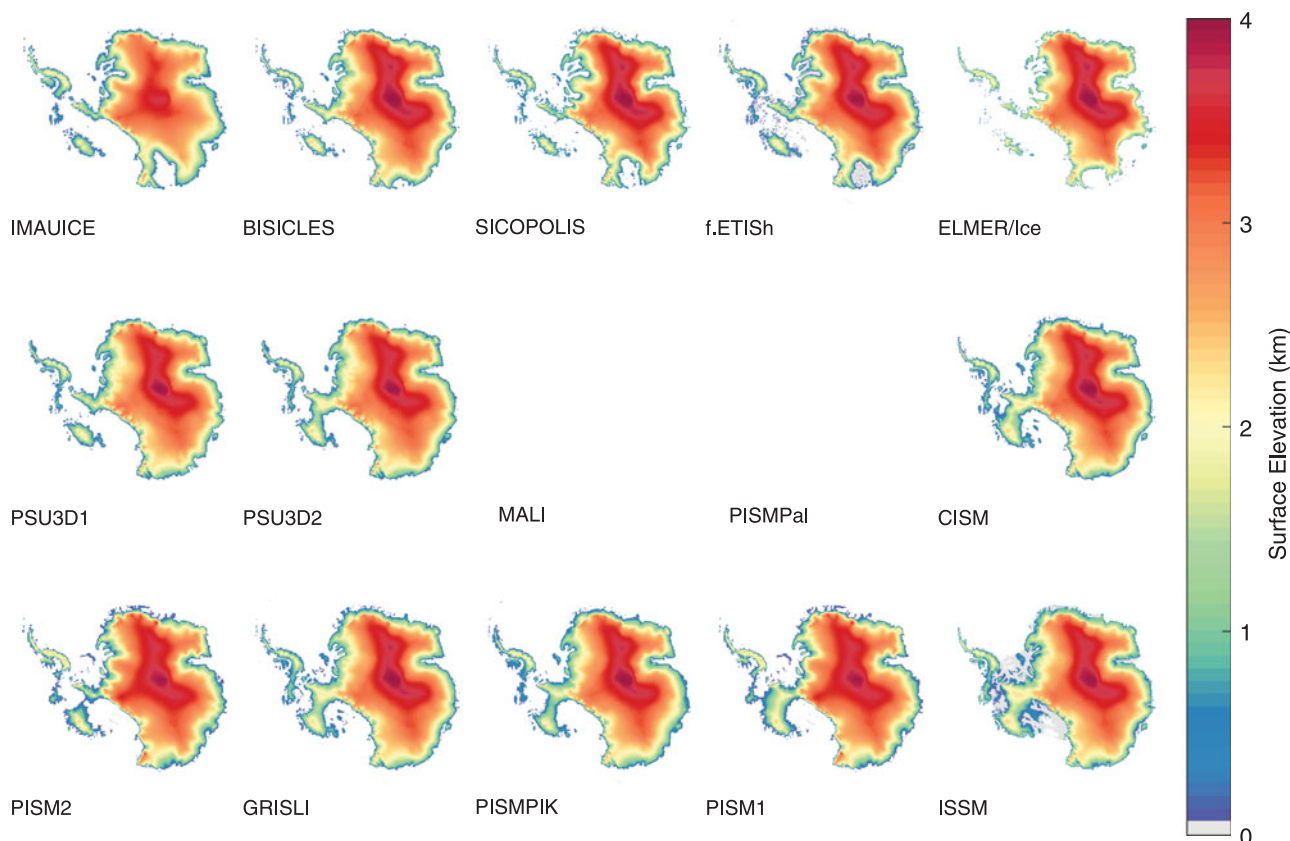 IMAUICE BISICLES SICOPOLIS f.ETISh ELMER/Ice
PSU3D1 PSU3D2 MALI PISMPal CISM
PISM2 GRISLI PISMPIK PISM1 ISSM
4
3
2
1
0
Surface Elevation (km)